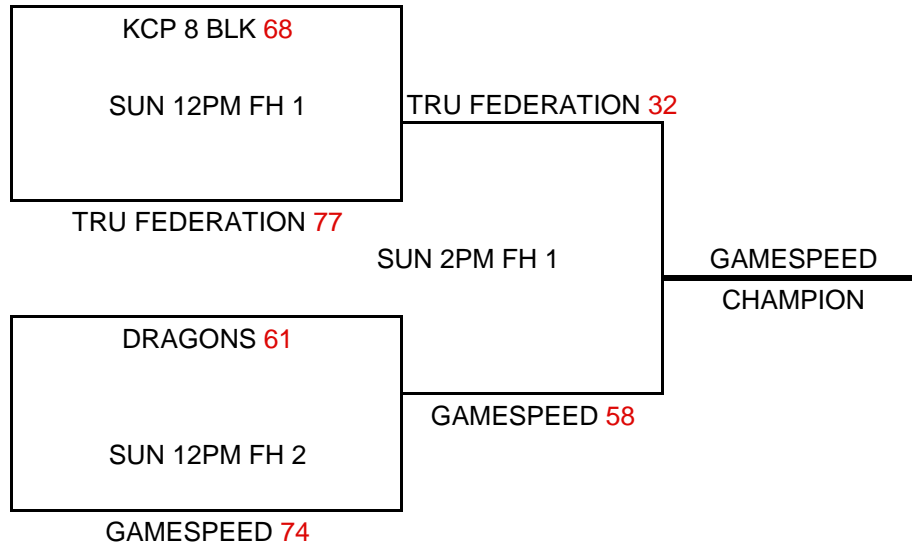 KCP 8 BLK 68
SUN 12PM FH 1
TRU FEDERATION 32
TRU FEDERATION 77
SUN 2PM FH 1
GAMESPEED
CHAMPION
DRAGONS 61
GAMESPEED 58
SUN 12PM FH 2
GAMESPEED 74